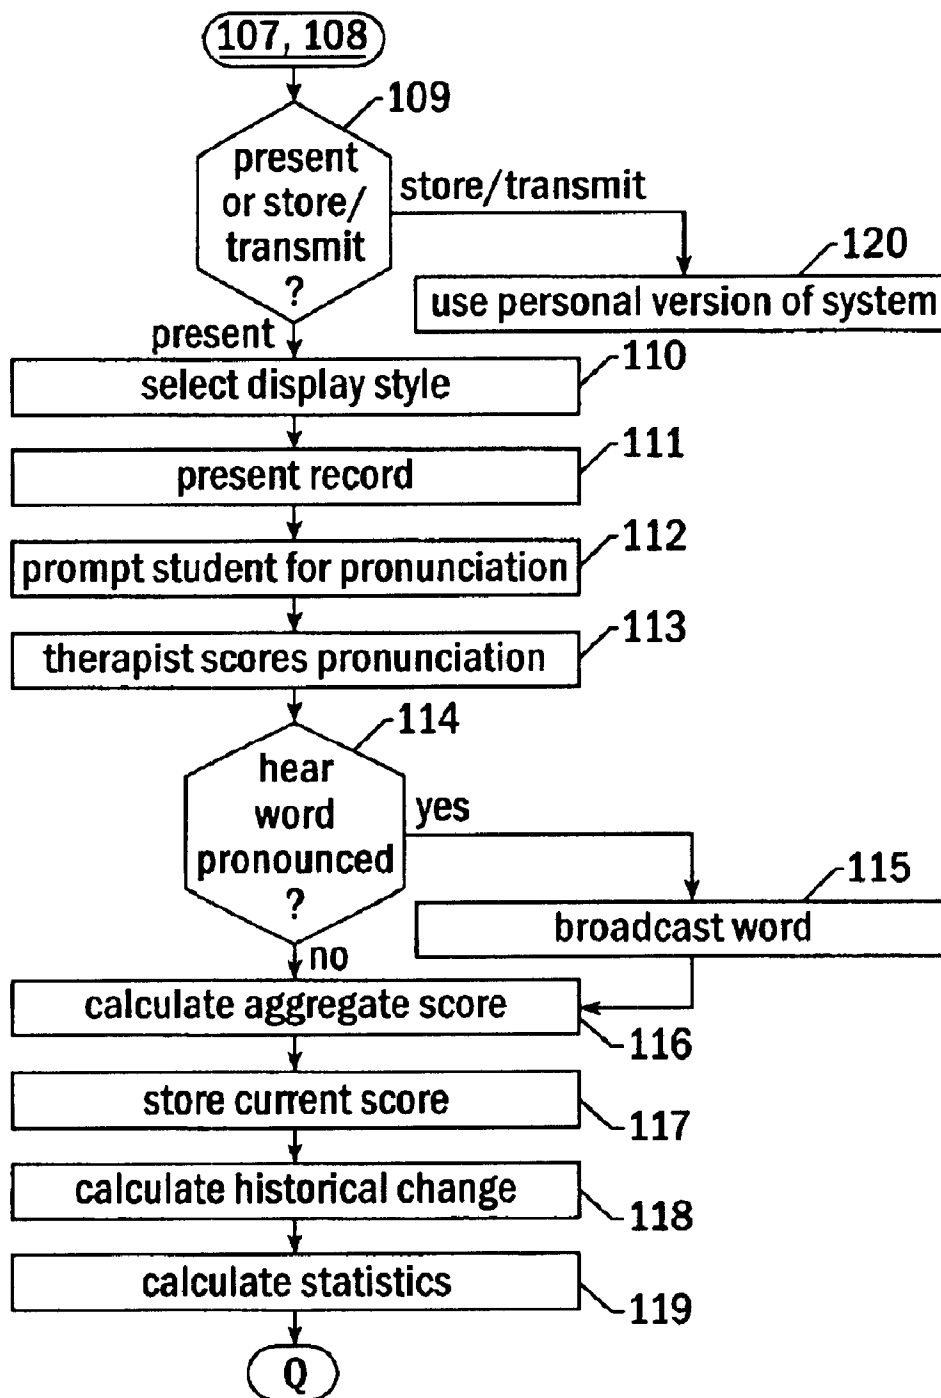 107, 108
109
present
or store/
transmit
?
store/transmit
120
use personal version of system
present
110
select display style
111
present record
112
prompt student for pronunciation
113
therapist scores pronunciation
114
hear
word
pronounced
?
yes
115
broadcast word
no
calculate aggregate score
116
store current score
117
calculate historical change
118
calculate statistics
119
Q